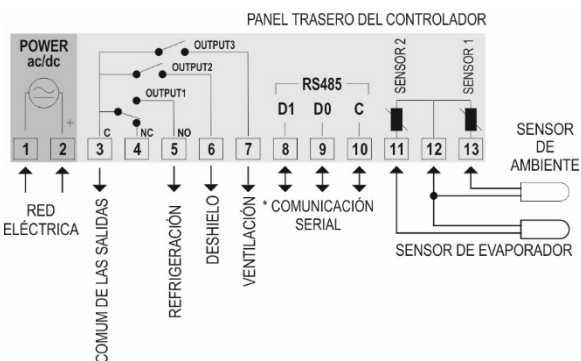 PANEL TRASERO DEL CONTROLADOR
POWER
ac/dc
+
OUTPUT3
OUTPUT2
OUTPUT1
C
NC
NO
RS485
D1 D0 C
SENSOR 2
SENSOR 1
1 2 3 4 5 6 7 8 9 10 11 12 13
RED
ELÉCTRICA
COMUM DE LAS SALIDAS
REFRIGERACIÓN
DESHIELO
VENTILACIÓN
* COMUNICACIÓN
SERIAL
SENSOR
DE
AMBIENTE
SENSOR DE EVAPORADOR